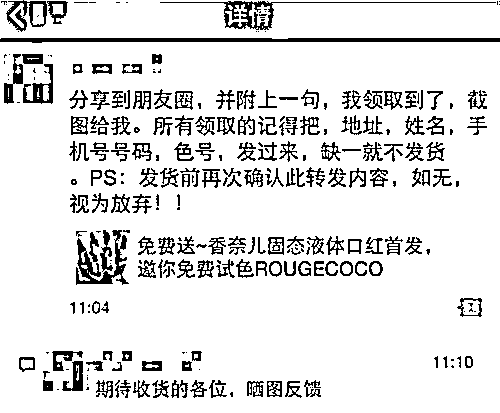 详情
分享到朋友圈，并附上一句，我领取到了，截
图给我。所有领取的记得把，地址，姓名，手
机号号码，色号，发过来，缺一就不发货
。PS：发货前再次确认此转发内容，如无，
视为放弃！！
免费送~香奈儿固态液体口红首发，
邀你免费试色ROUGECOCO
11:04
11:10
期待收货的各位，晒图反馈